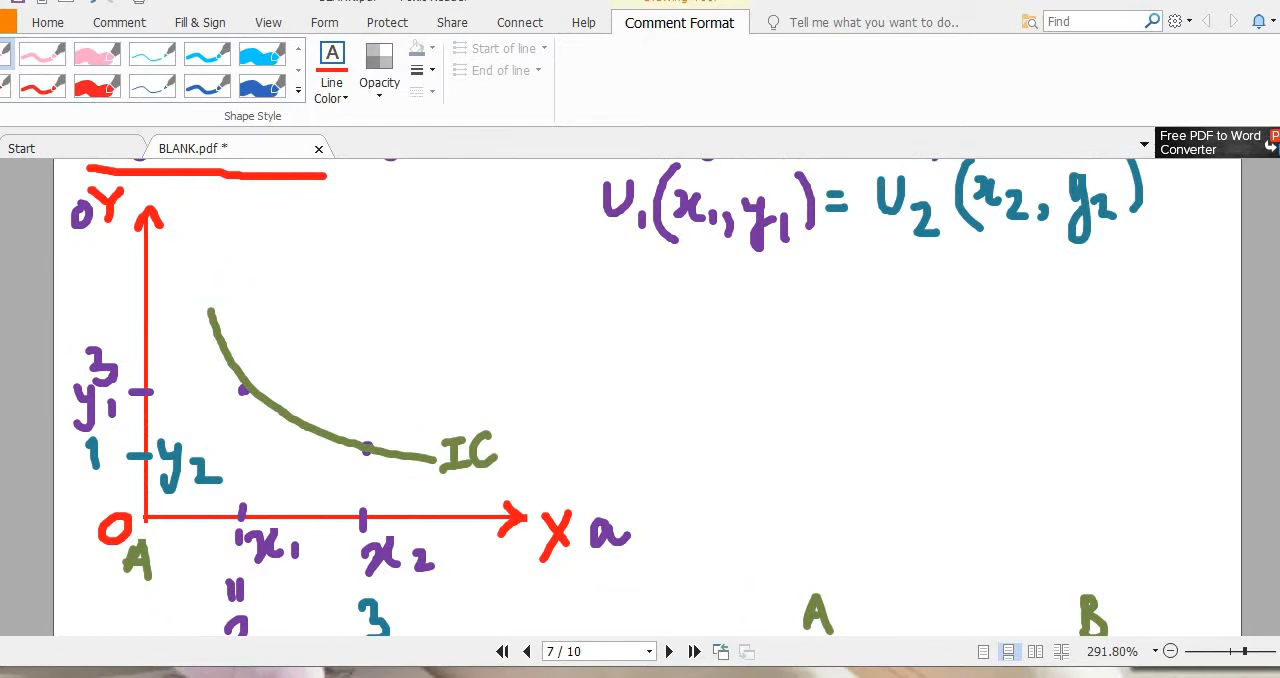 Home Comment Fill & Sign View Form Protect Share Connect Help Comment Format Tell me what you want to do.. Find
Line Color Opacity
Start of line
End of line
Shape Style
Start BLANK.pdf * Free PDF to Word Converter
U1(x1, y1) = U2 (x2, y2)
o Y
3
y1
1 y2
IC
O X a
A
x1 x2
11
3
A B
7 / 10 291.80%